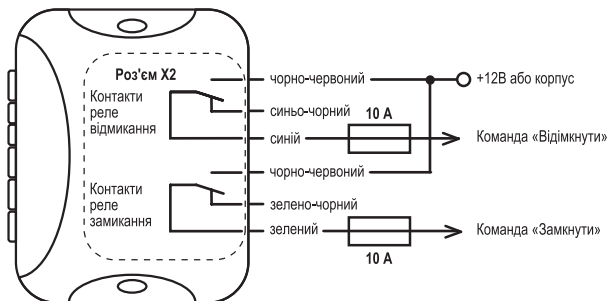 Роз'єм X2
Контакти
реле
відмикання
чорно-червоний
+12В або корпус
синьо-чорний
10 А
синій
Команда «Відімкнути»
чорно-червоний
Контакти
реле
замикання
зелено-чорний
зелений
Команда «Замкнути»
10 А